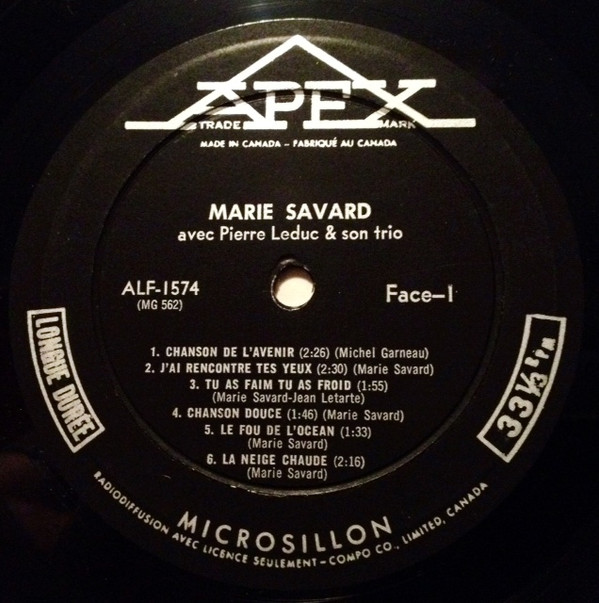 APEX
TRADE MARK
MADE IN CANADA – FABRIQUÉ AU CANADA
MARIE SAVARD
avec Pierre Leduc & son trio
ALF-1574
(MG 562)
Face-1
LONGUE DURÉE
33⅓ RPM
1. CHANSON DE L'AVENIR (2:26) (Michel Garneau)
2. J'AI RENCONTRE TES YEUX (2:30) (Marie Savard)
3. TU AS FAIM TU AS FROID (1:55)
(Marie Savard-Jean Letarte)
4. CHANSON DOUCE (1:46) (Marie Savard)
5. LE FOU DE L'OCEAN (1:33)
(Marie Savard)
6. LA NEIGE CHAUDE (2:16)
(Marie Savard)
MICROSILLON
RADIODIFFUSION AVEC LICENCE SEULEMENT – COMPO CO., LIMITED, CANADA